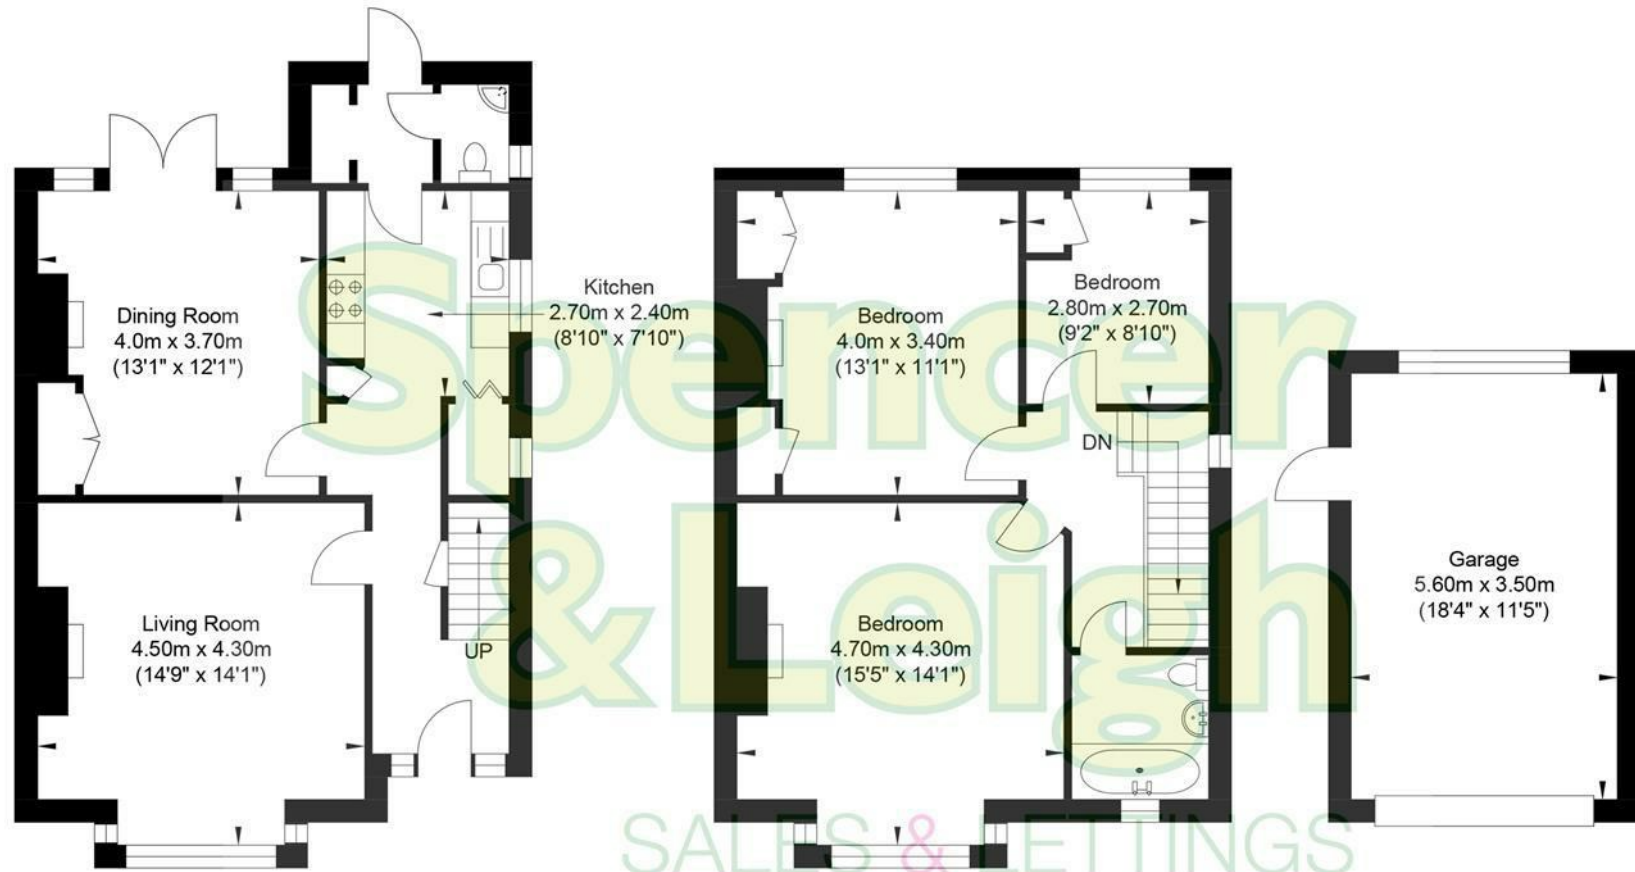 Dining Room
4.0m x 3.70m
(13'1" x 12'1")
Kitchen
2.70m x 2.40m
(8'10" x 7'10")
Living Room
4.50m x 4.30m
(14'9" x 14'1")
UP
Bedroom
4.0m x 3.40m
(13'1" x 11'1")
Bedroom
2.80m x 2.70m
(9'2" x 8'10")
DN
Bedroom
4.70m x 4.30m
(15'5" x 14'1")
Garage
5.60m x 3.50m
(18'4" x 11'5")
Spencer
&Leigh
SALES & LETTINGS